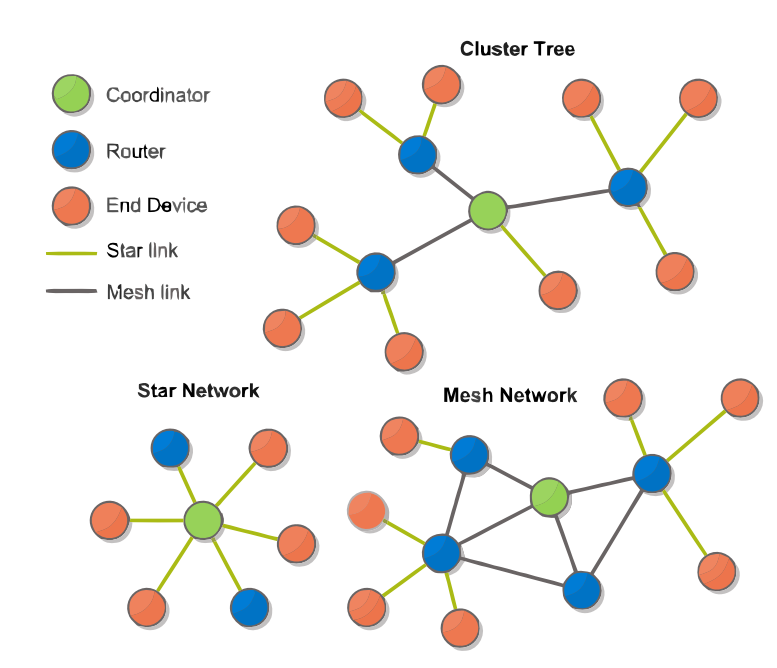 Cluster Tree
Coordinator
Router
End Device
Star link
Mesh link
Star Network
Mesh Network